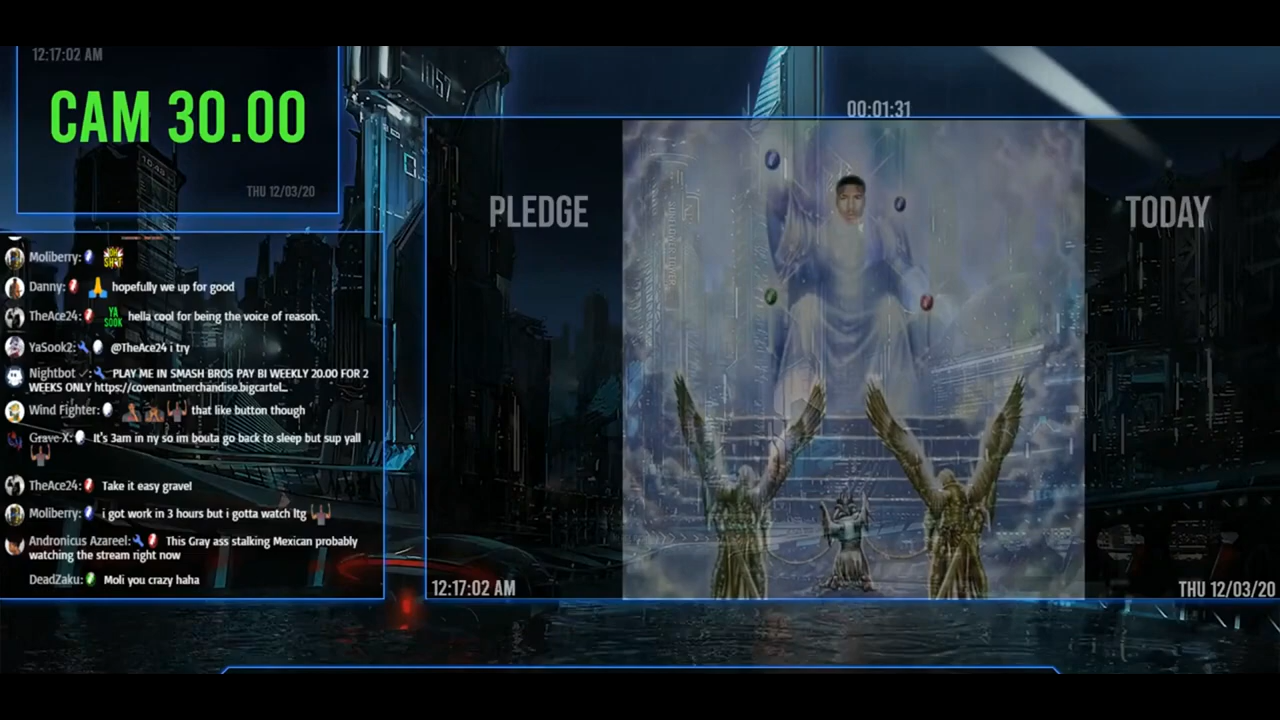 12:17:02 AM
CAM 30.00
THU 12/03/20
1057
10:48
00:01:31
PLEDGE
TODAY
Moliberry:
Danny: hopefully we up for good
TheAce24: YA SOOK hella cool for being the voice of reason.
YaSook2: @TheAce24 i try
Nightbot ✓: PLAY ME IN SMASH BROS PAY BI WEEKLY 20.00 FOR 2
WEEKS ONLY https://covenantmerchandise.bigcartel...
Wind Fighter: that like button though
Grave X: It's 3am in ny so im bouta go back to sleep but sup yall
TheAce24: Take it easy grave!
Moliberry: i got work in 3 hours but i gotta watch ltg
Andronicus Azareel: This Gray ass stalking Mexican probably
watching the stream right now
DeadZaku: Moli you crazy haha
12:17:02 AM
THU 12/03/20